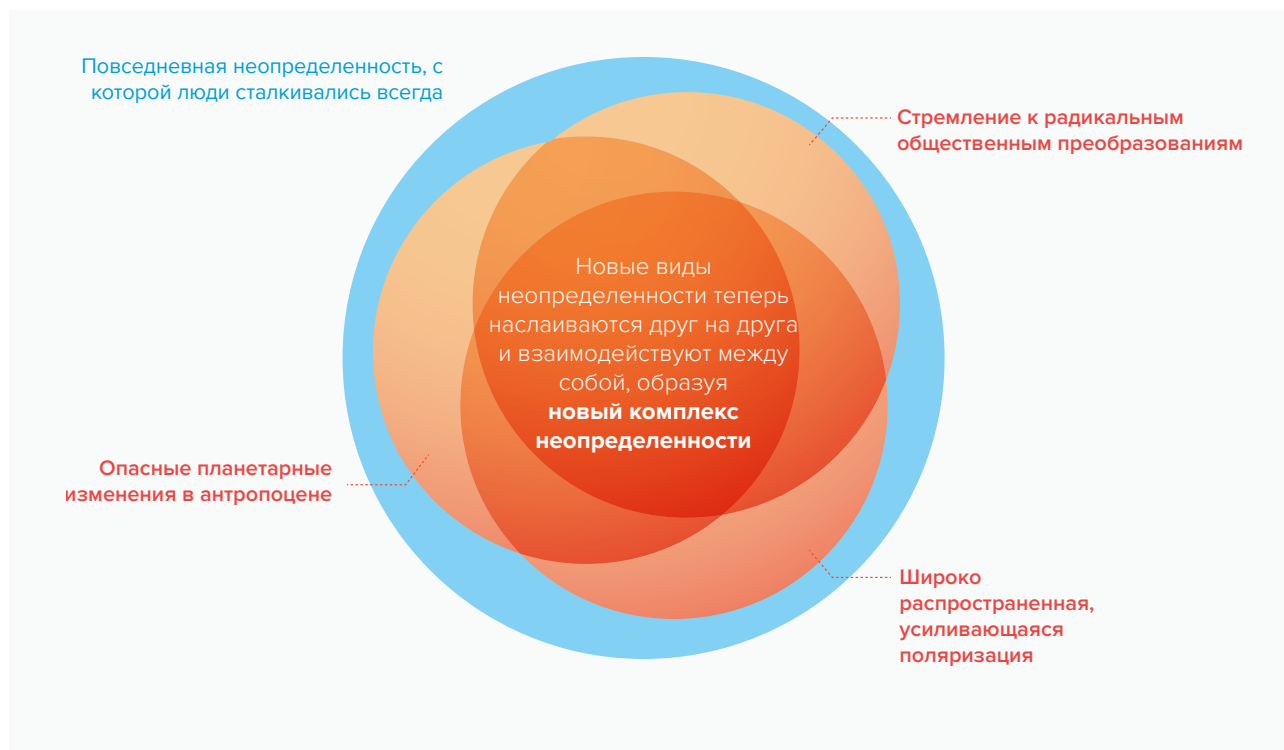 Повседневная неопределенность, с
которой люди сталкивались всегда
Стремление к радикальным
общественным преобразованиям
Новые виды
неопределенности теперь
наслаиваются друг на друга
и взаимодействуют между
собой, образуя
новый комплекс
неопределенности
Опасные планетарные
изменения в антропоцене
Широко
распространенная,
усиливающаяся
поляризация